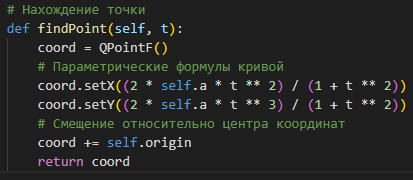 # Нахождение точки
def findPoint(self, t):
    coord = QPointF()
    # Параметрические формулы кривой
    coord.setX((2 * self.a * t ** 2) / (1 + t ** 2))
    coord.setY((2 * self.a * t ** 3) / (1 + t ** 2))
    # Смещение относительно центра координат
    coord += self.origin
    return coord